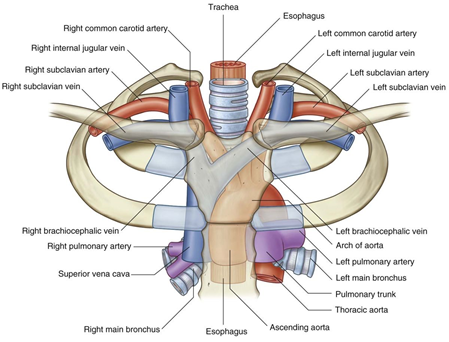 Trachea
Esophagus
Right common carotid artery
Left common carotid artery
Right internal jugular vein
Left internal jugular vein
Right subclavian artery
Left subclavian artery
Right subclavian vein
Left subclavian vein
Right brachiocephalic vein
Left brachiocephalic vein
Right pulmonary artery
Arch of aorta
Left pulmonary artery
Superior vena cava
Left main bronchus
Pulmonary trunk
Thoracic aorta
Right main bronchus
Esophagus
Ascending aorta